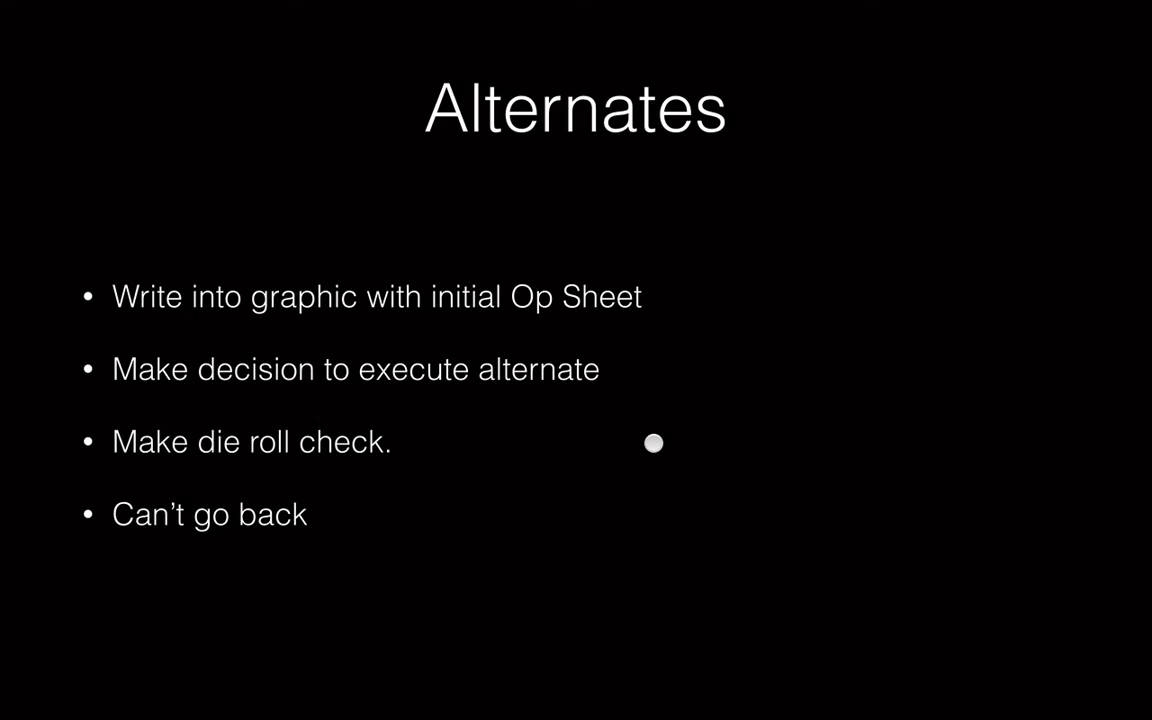 Alternates
• Write into graphic with initial Op Sheet
• Make decision to execute alternate
• Make die roll check.
• Can’t go back